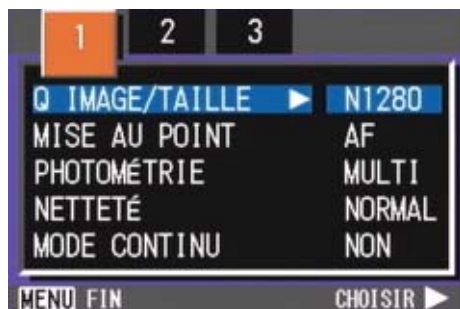 1 2 3
Q IMAGE/TAILLE ▶ N1280
MISE AU POINT AF
PHOTOMÉTRIE MULTI
NETTETÉ NORMAL
MODE CONTINU NON
MENU FIN CHOISIR ▶